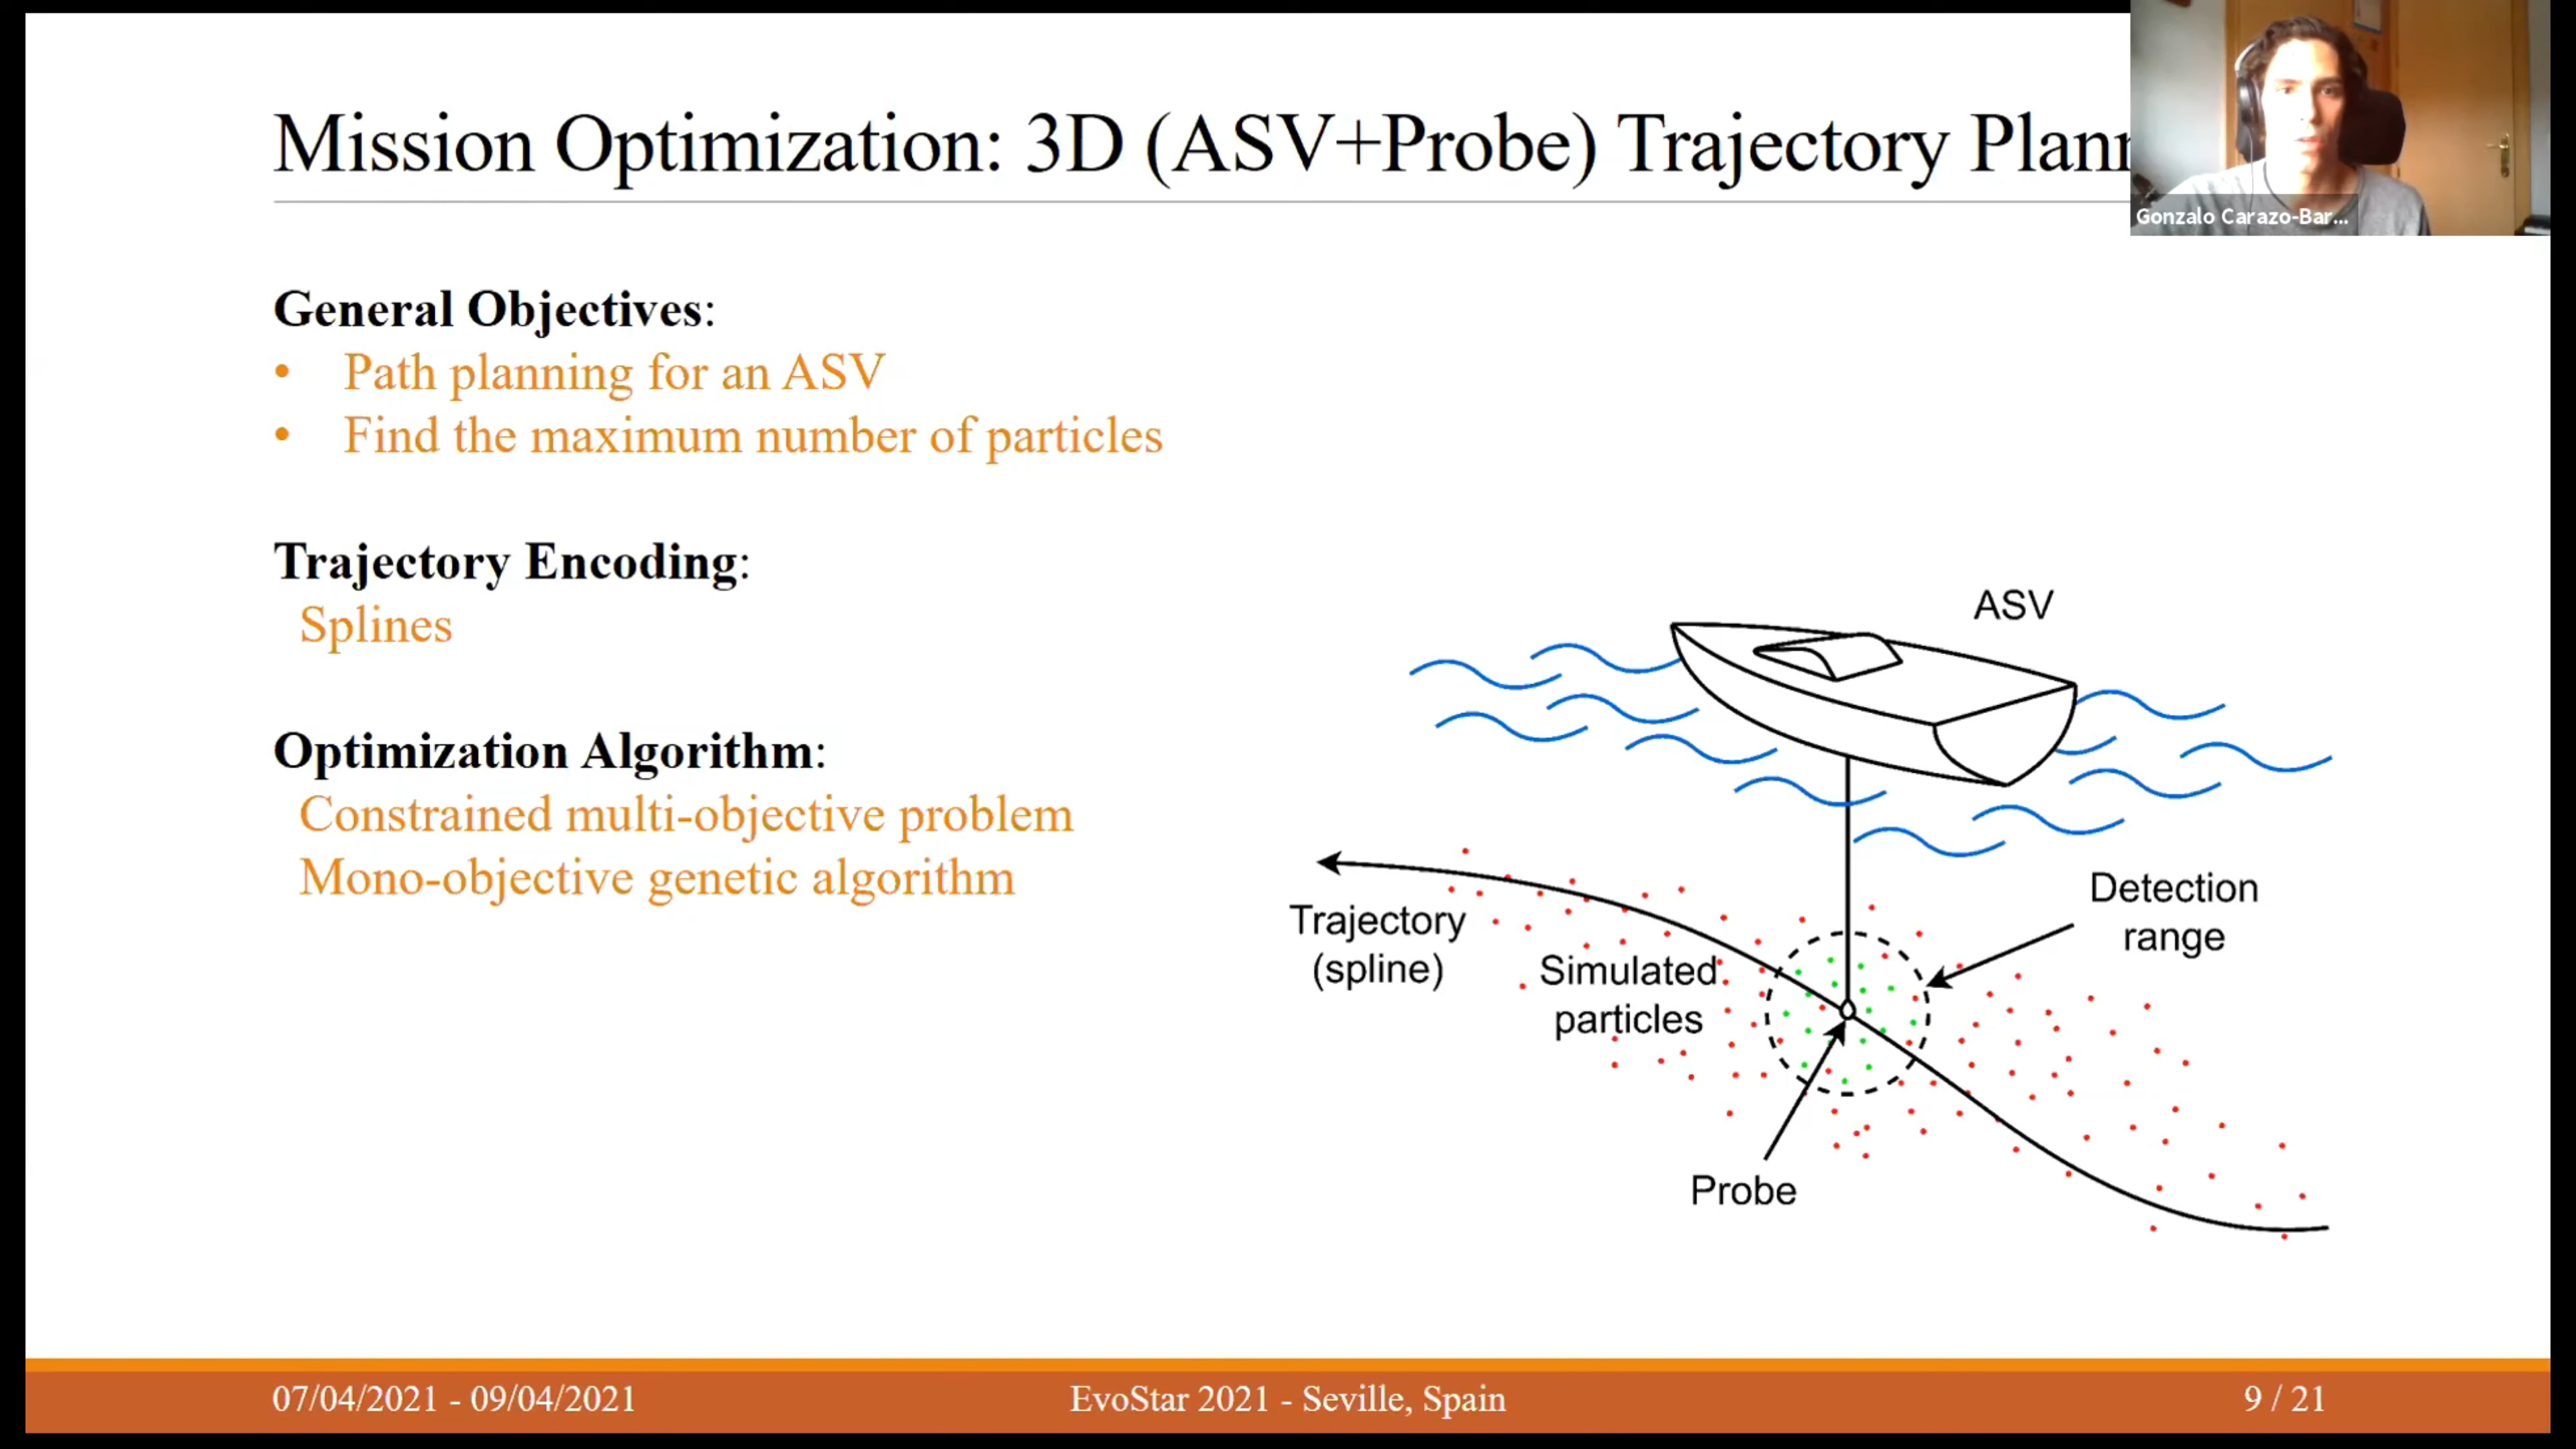 Mission Optimization: 3D (ASV+Probe) Trajectory Plann
Gonzalo Carazo-Bar...
General Objectives:
• Path planning for an ASV
• Find the maximum number of particles
Trajectory Encoding:
Splines
Optimization Algorithm:
Constrained multi-objective problem
Mono-objective genetic algorithm
ASV
Detection
range
Trajectory
(spline)
Simulated
particles
Probe
07/04/2021 - 09/04/2021
EvoStar 2021 - Seville, Spain
9 / 21